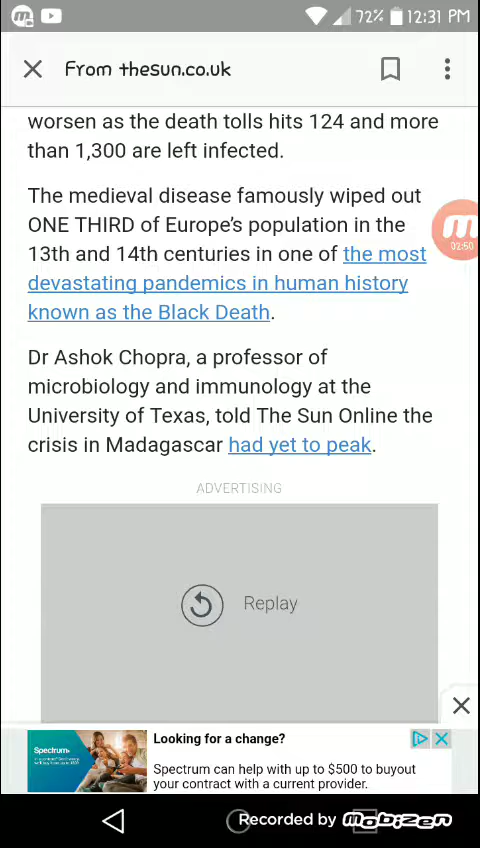 72% 12:31 PM
From thesun.co.uk
worsen as the death tolls hits 124 and more
than 1,300 are left infected.
The medieval disease famously wiped out
ONE THIRD of Europe's population in the
13th and 14th centuries in one of the most
devastating pandemics in human history
known as the Black Death.
02:50
Dr Ashok Chopra, a professor of
microbiology and immunology at the
University of Texas, told The Sun Online the
crisis in Madagascar had yet to peak.
ADVERTISING
Replay
Spectrum
Looking for a change?
Spectrum can help with up to $500 to buyout
your contract with a current provider.
Recorded by mobizen